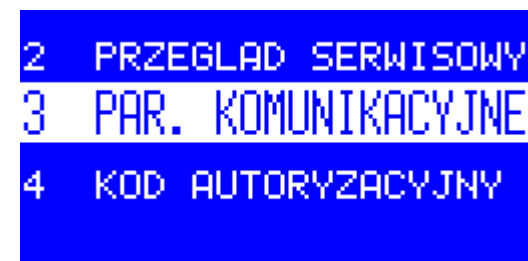 2 PRZEGLAD SERWISOWY
3 PAR. KOMUNIKACYJNE
4 KOD AUTORYZACYJNY